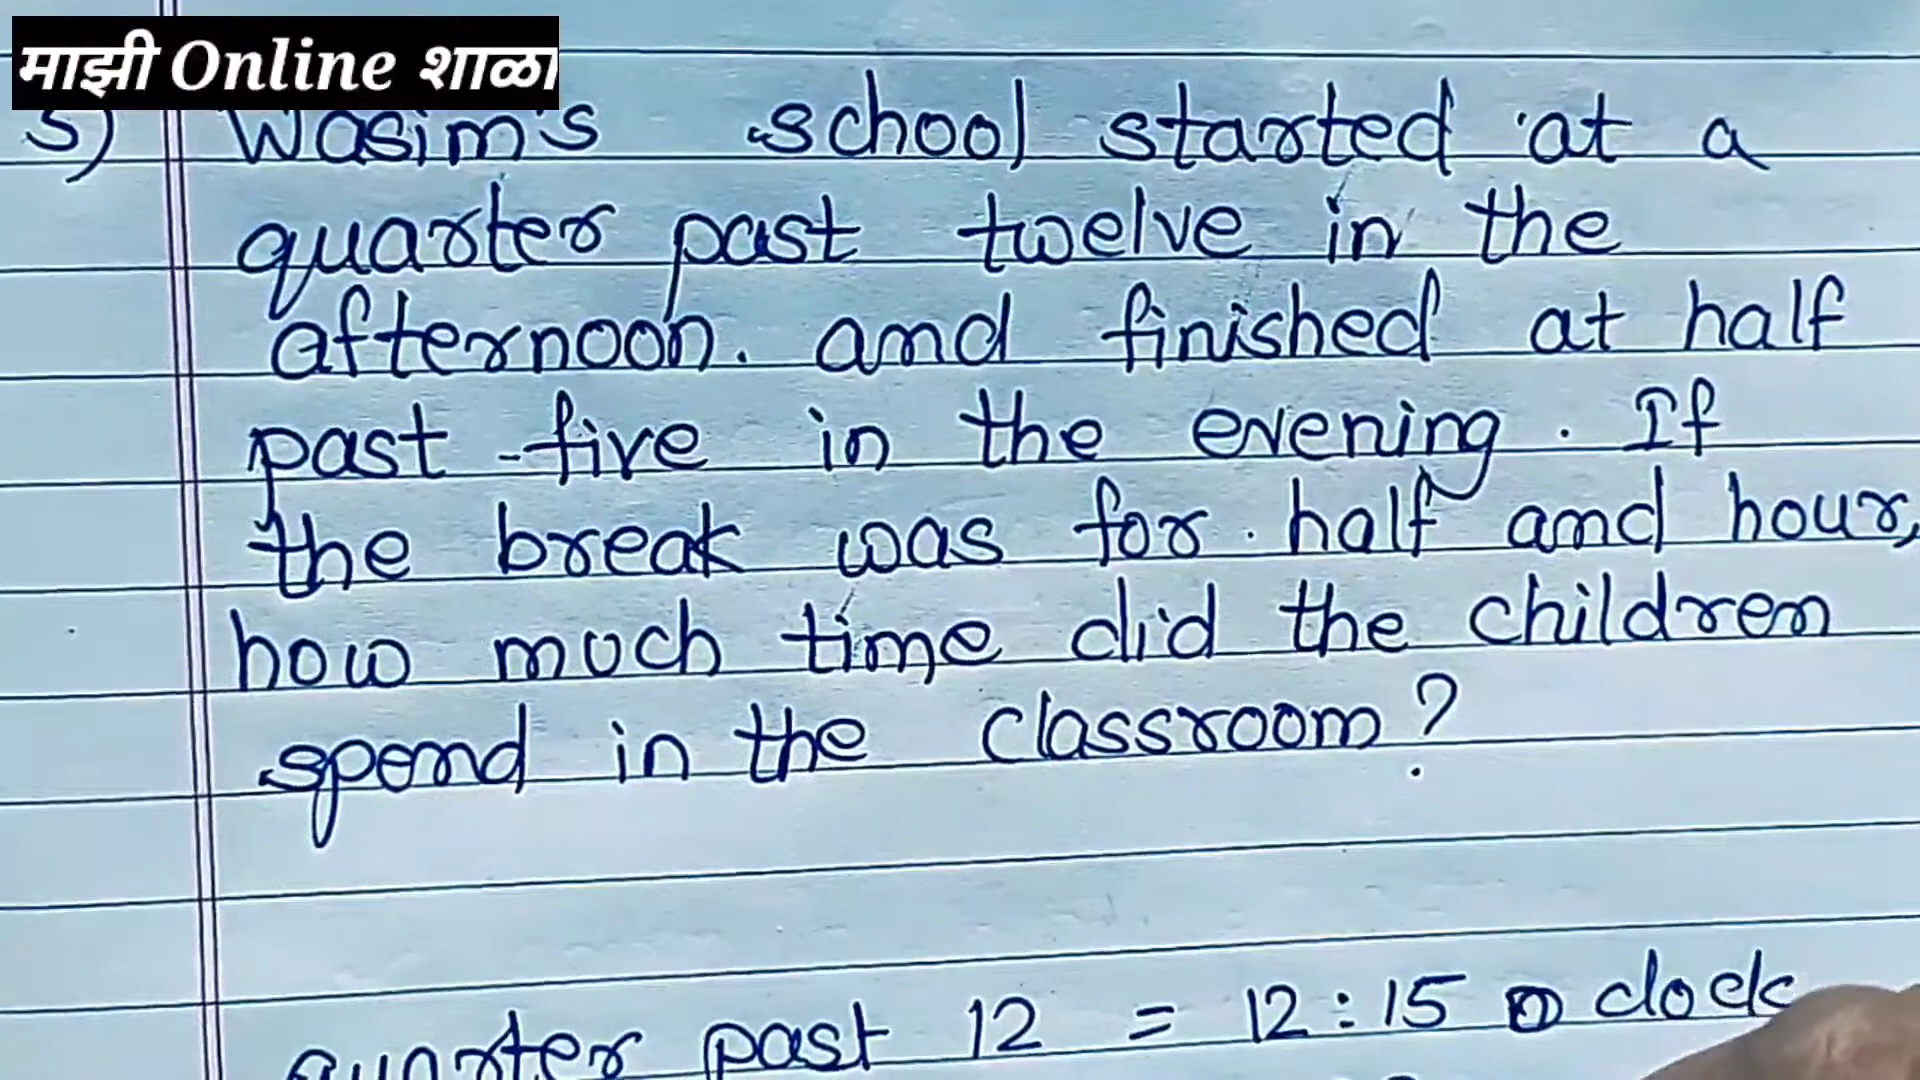 माझी Online शाळा
5) Wasim's school started at a
quarter past twelve in the
afternoon. and finished at half
past five in the evening. If
the break was for half and hour,
how much time did the children
spend in the classroom?
quarter past 12 = 12:15 o clock